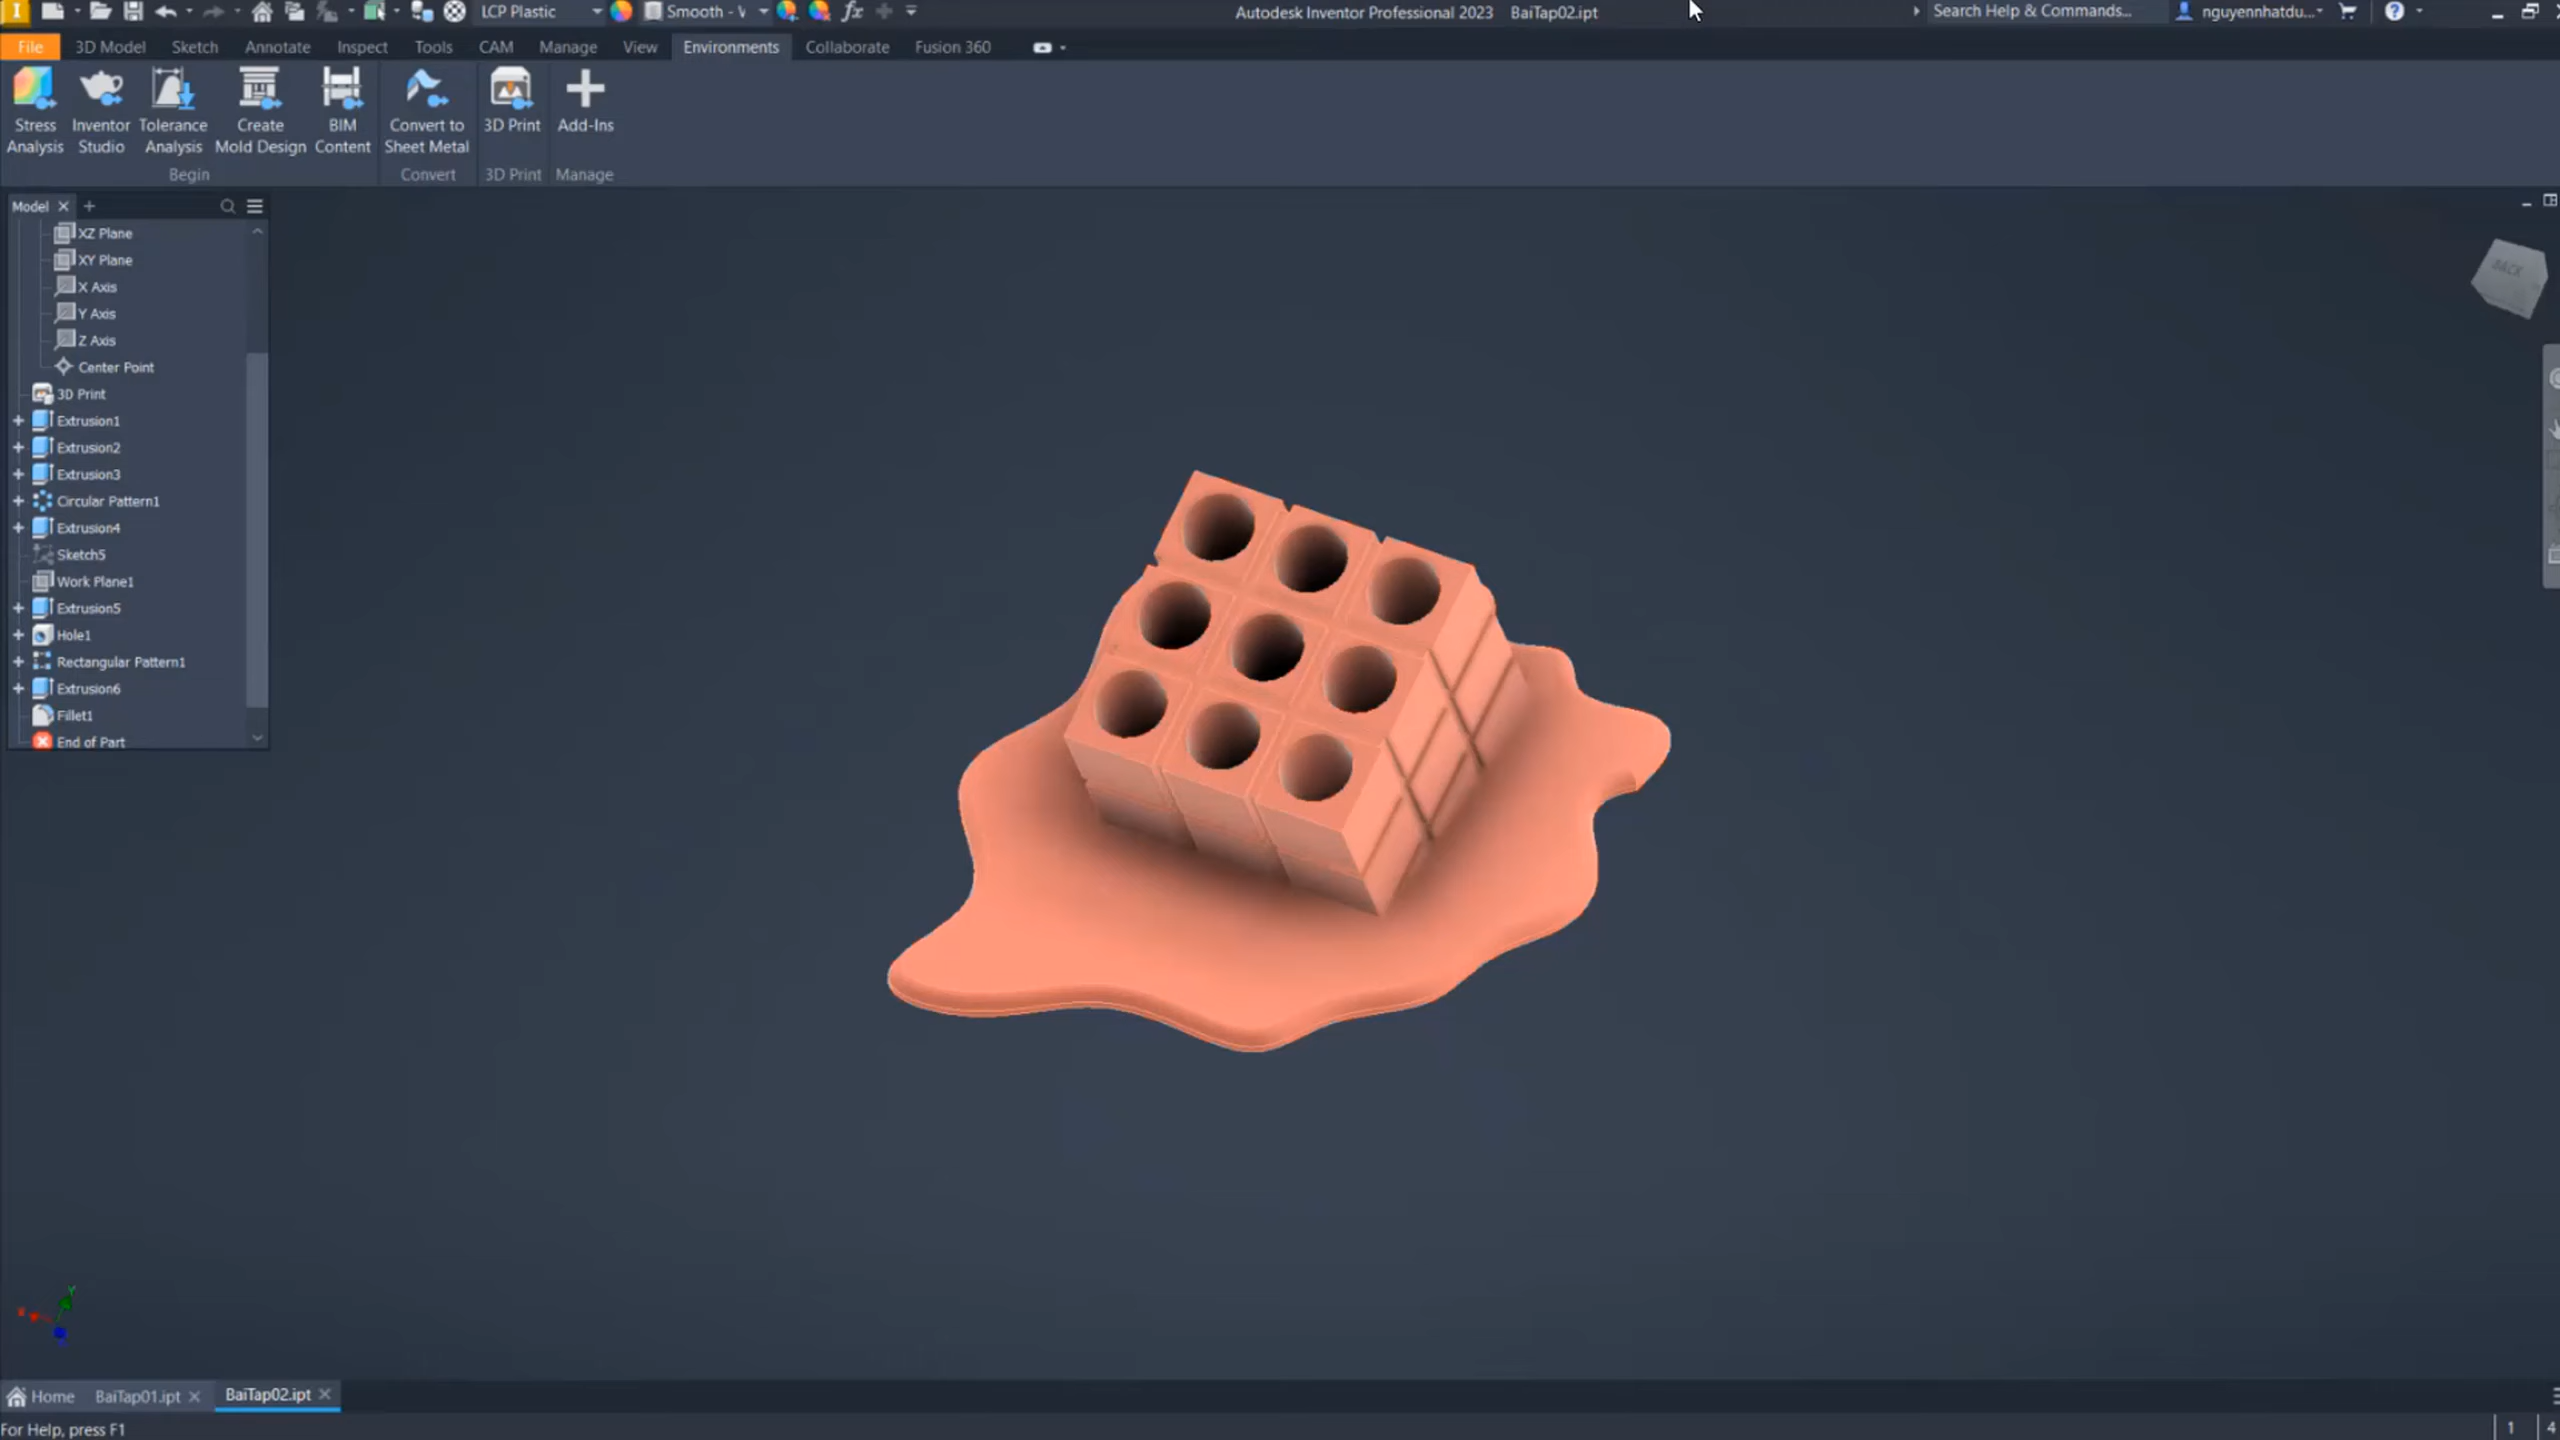 LCP Plastic
Smooth - V
fx
Autodesk Inventor Professional 2023 BaiTap02.ipt
Search Help & Commands...
nguyennhatdu...
File 3D Model Sketch Annotate Inspect Tools CAM Manage View Environments Collaborate Fusion 360
Stress Analysis
Inventor Studio
Tolerance Analysis
Create Mold Design
BIM Content
Convert to Sheet Metal
3D Print
Add-Ins
Begin Convert 3D Print Manage
Model
XZ Plane
XY Plane
X Axis
Y Axis
Z Axis
Center Point
3D Print
Extrusion1
Extrusion2
Extrusion3
Circular Pattern1
Extrusion4
Sketch5
Work Plane1
Extrusion5
Hole1
Rectangular Pattern1
Extrusion6
Fillet1
End of Part
BACK
Home BaiTap01.ipt BaiTap02.ipt
For Help, press F1
1 4